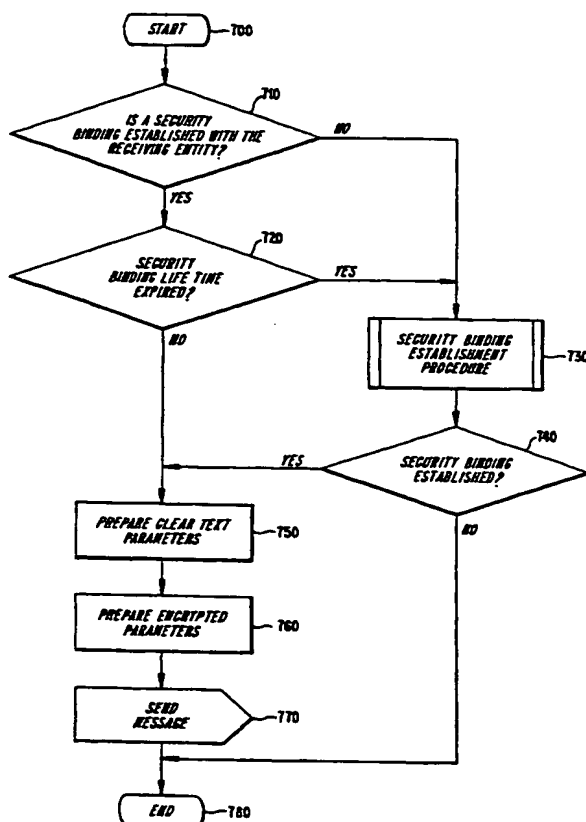 START
700
710
IS A SECURITY
BINDING ESTABLISHED WITH THE
RECEIVING ENTITY?
NO
YES
720
SECURITY
BINDING LIFE TIME
EXPIRED?
YES
NO
SECURITY BINDING
ESTABLISHMENT
PROCEDURE
730
740
YES
SECURITY BINDING
ESTABLISHED?
NO
PREPARE CLEAR TEXT
PARAMETERS
750
PREPARE ENCRYPTED
PARAMETERS
760
SEND
MESSAGE
770
END
780